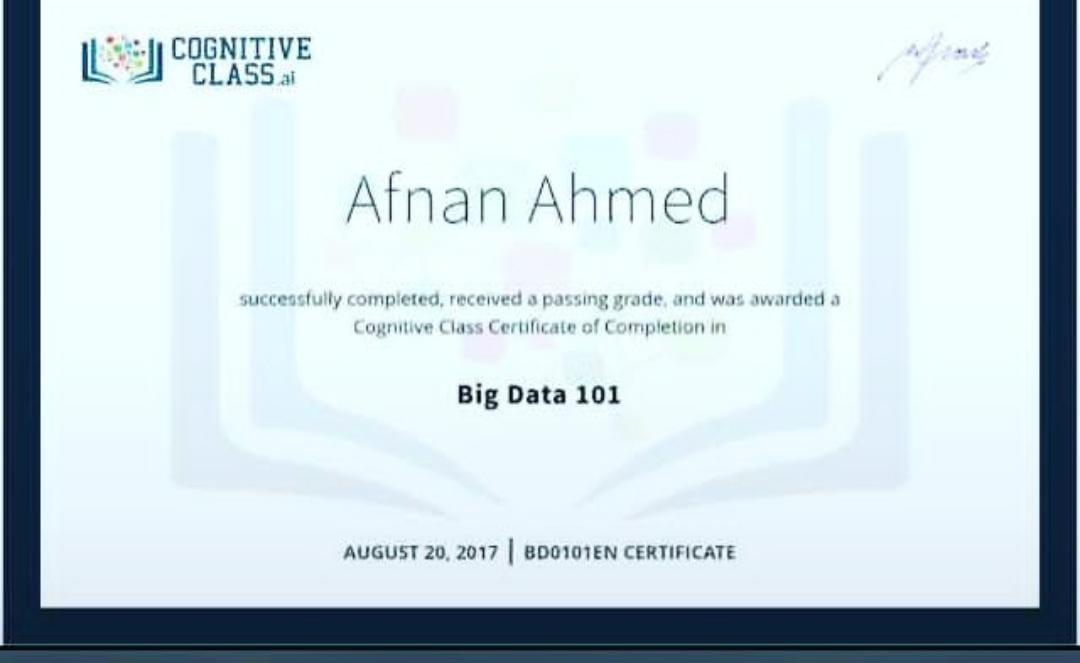 COGNITIVE
CLASS.ai
Afnan Ahmed
successfully completed, received a passing grade, and was awarded a
Cognitive Class Certificate of Completion in
Big Data 101
AUGUST 20, 2017 | BD0101EN CERTIFICATE